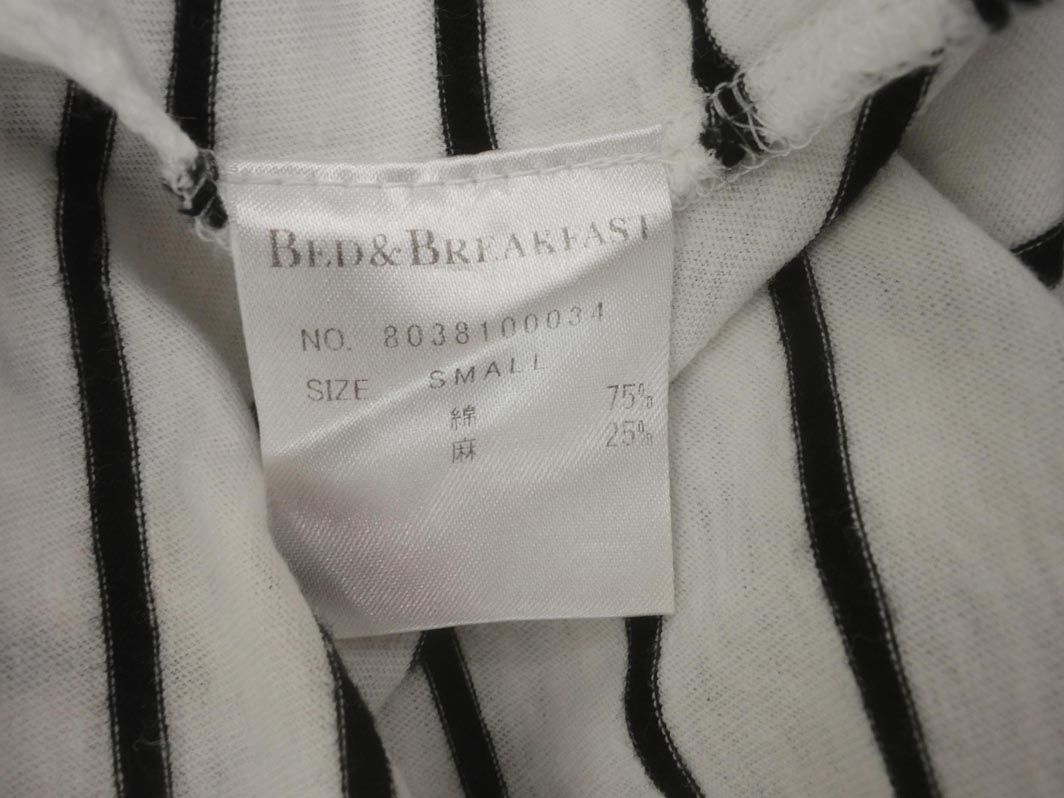 BED&BREAKFAST
NO. 8038100034
SIZE SMALL
綿 75%
麻 25%